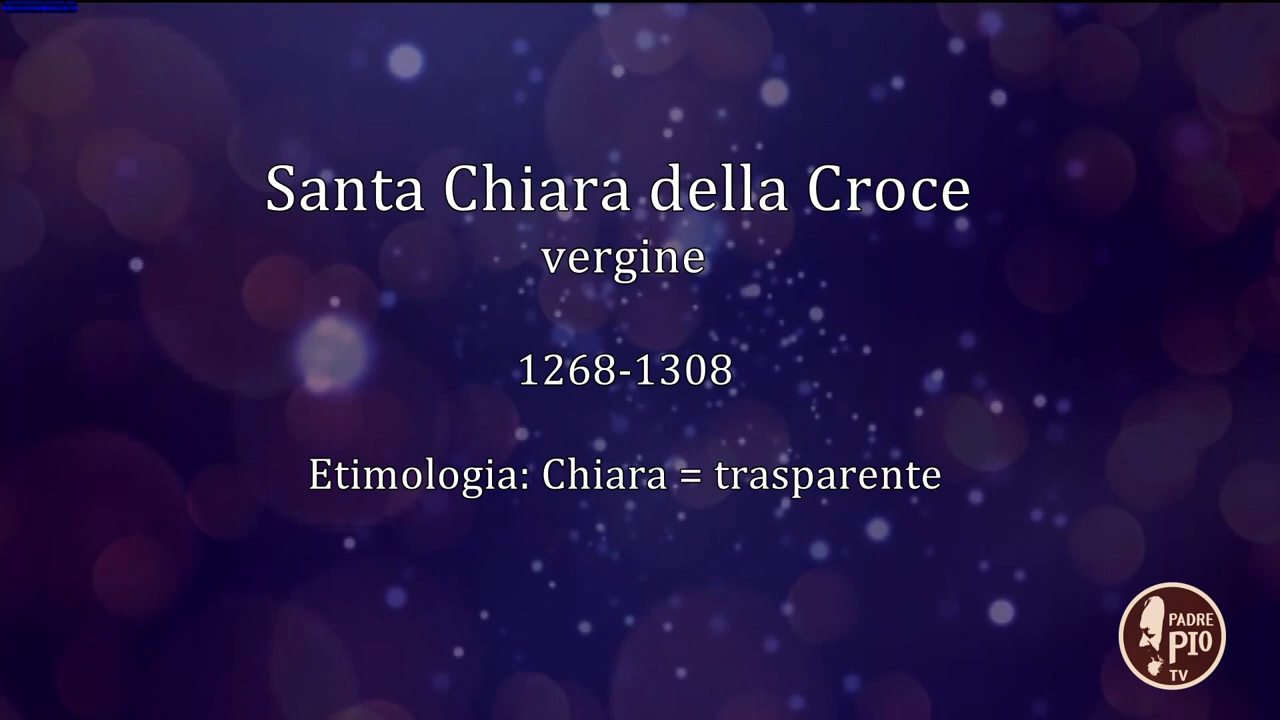 Santa Chiara della Croce
vergine
1268-1308
Etimologia: Chiara = trasparente
PADRE
PIO
TV